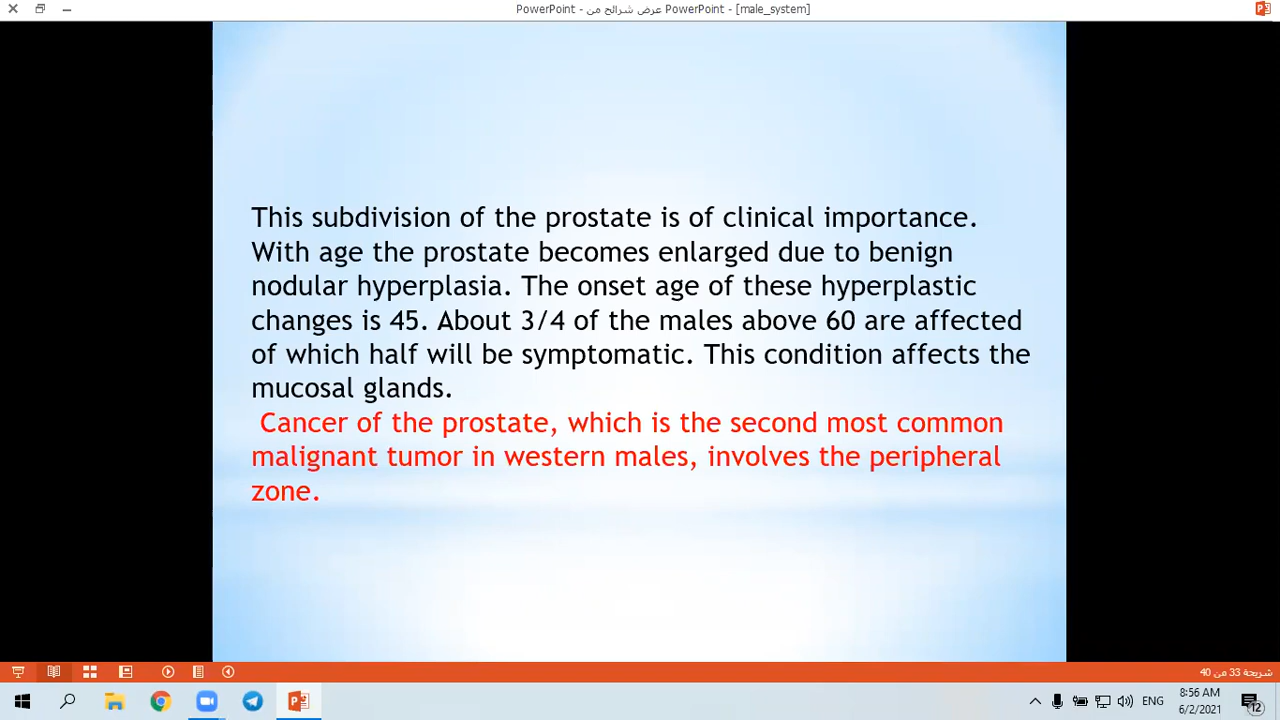 PowerPoint - عرض شرائح من PowerPoint - [male_system]
This subdivision of the prostate is of clinical importance.
With age the prostate becomes enlarged due to benign
nodular hyperplasia. The onset age of these hyperplastic
changes is 45. About 3/4 of the males above 60 are affected
of which half will be symptomatic. This condition affects the
mucosal glands.
Cancer of the prostate, which is the second most common
malignant tumor in western males, involves the peripheral
zone.
شريحة 33 من 40
ENG
8:56 AM
6/2/2021
12